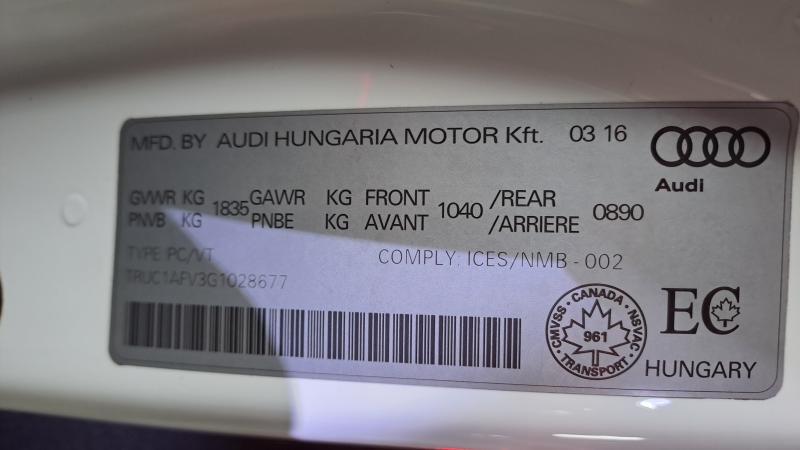 MFD. BY AUDI HUNGARIA MOTOR Kft. 03 16
Audi
GVWR KG 1835 GAWR KG FRONT 1040 /REAR 0890
PNVB KG PNBE KG AVANT /ARRIERE
TYPE: PC/VT COMPLY: ICES/NMB - 002
TRUC1AFV3G1028677
CMVSS · CANADA · NSVAC · TRANSPORT ·
961
EC
HUNGARY